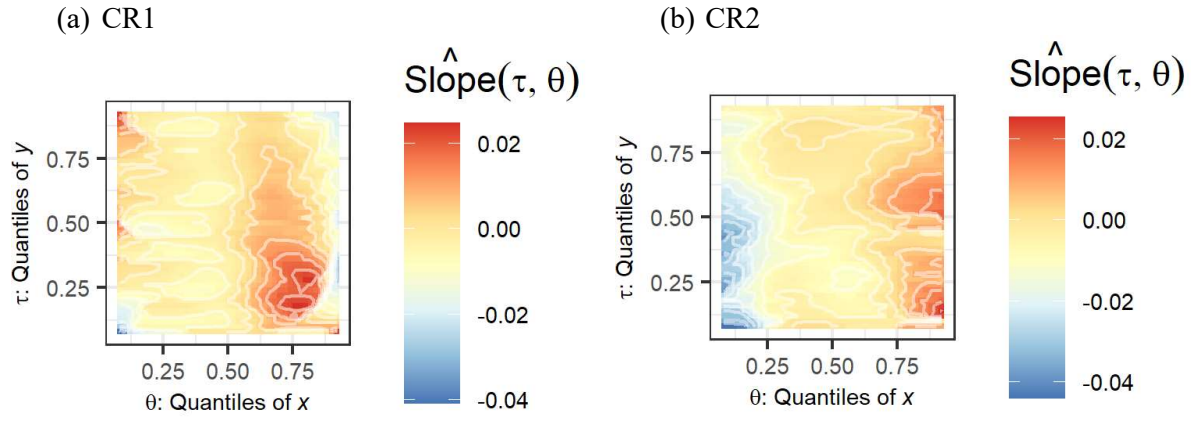 (a) CR1
(b) CR2
^
Slope(τ, θ)
0.02
0.00
-0.02
-0.04
τ: Quantiles of y
0.75
0.50
0.25
0.25 0.50 0.75
θ: Quantiles of x
^
Slope(τ, θ)
0.02
0.00
-0.02
-0.04
τ: Quantiles of y
0.75
0.50
0.25
0.25 0.50 0.75
θ: Quantiles of x